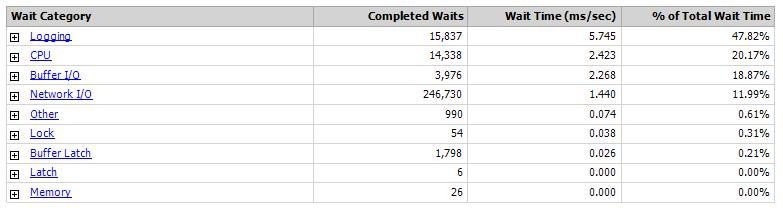 Wait Category Completed Waits Wait Time (ms/sec) % of Total Wait Time
Logging 15,837 5.745 47.82%
CPU 14,338 2.423 20.17%
Buffer I/O 3,976 2.268 18.87%
Network I/O 246,730 1.440 11.99%
Other 990 0.074 0.61%
Lock 54 0.038 0.31%
Buffer Latch 1,798 0.026 0.21%
Latch 6 0.000 0.00%
Memory 26 0.000 0.00%